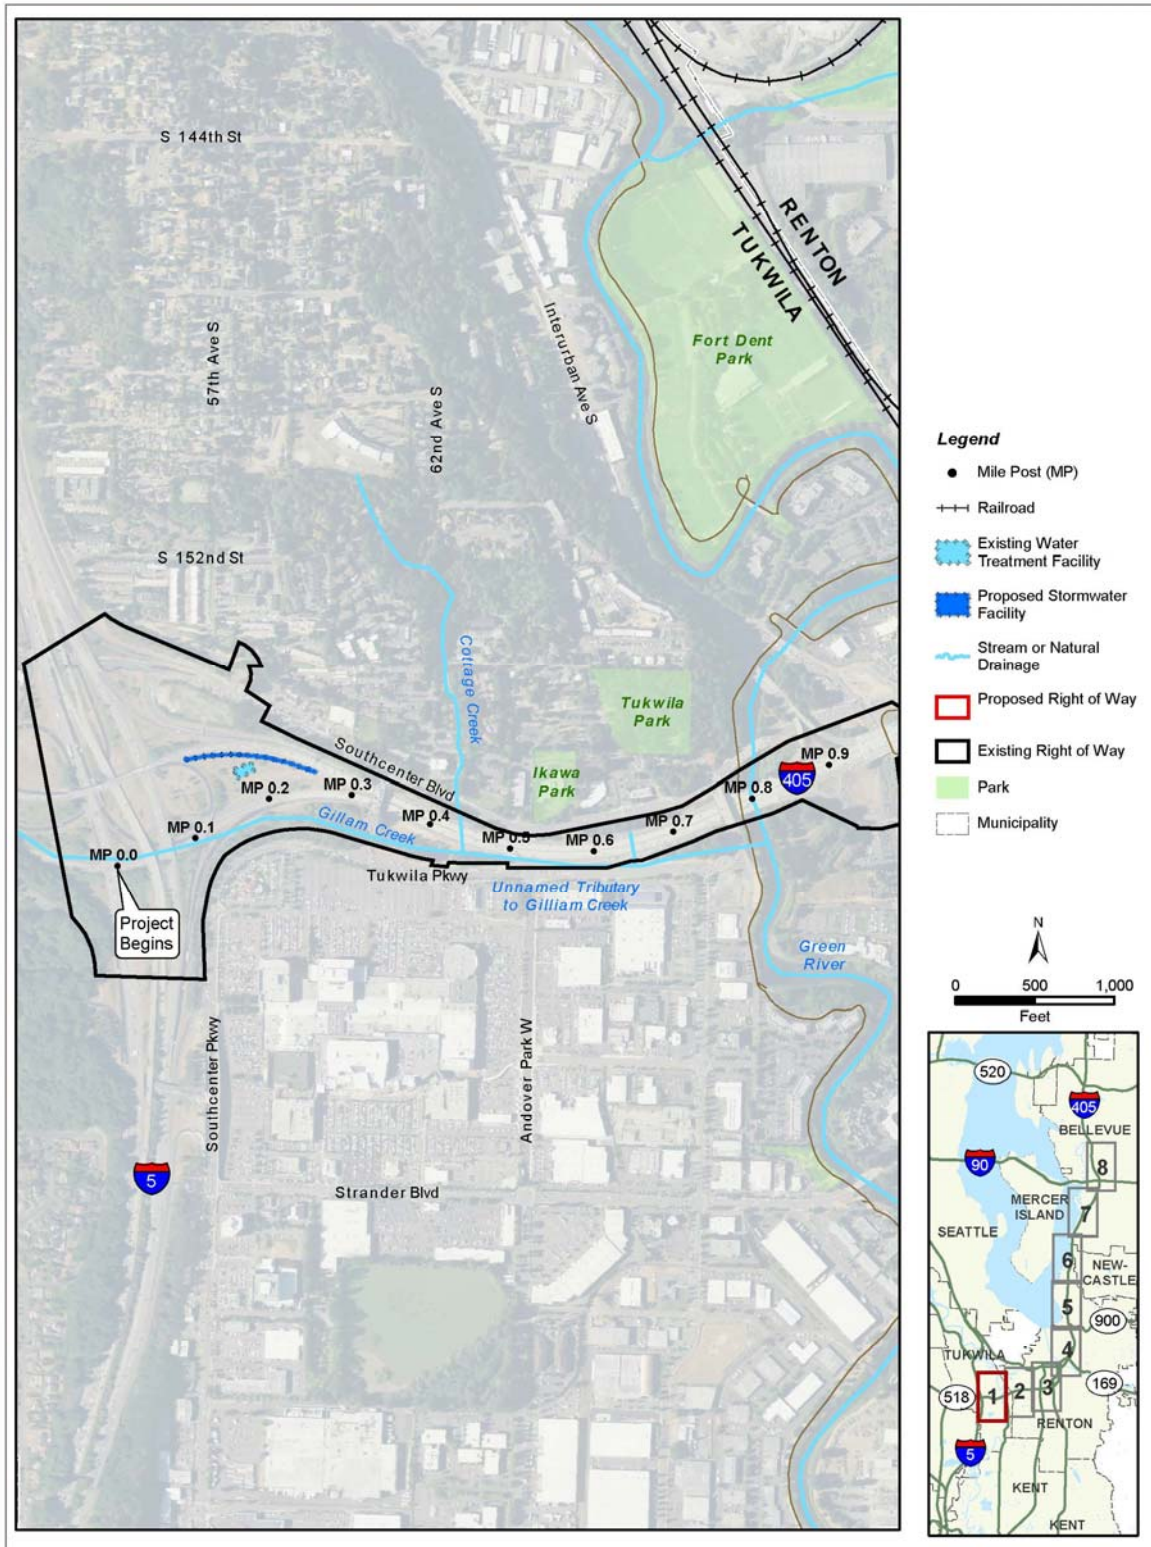 S 144th St
RENTON
TUKWILA
57th Ave S
Interurban Ave S
Fort Dent
Park
62nd Ave S
S 152nd St
Cottage Creek
Tukwila
Park
Southcenter Blvd
Ikawa
Park
MP 0.9
405
MP 0.8
MP 0.2
MP 0.3
MP 0.4
MP 0.7
MP 0.1
Gillam Creek
MP 0.5
MP 0.6
MP 0.0
Tukwila Pkwy
Unnamed Tributary
to Gilliam Creek
Project
Begins
Green
River
Southcenter Pkwy
Andover Park W
5
Strander Blvd
Legend
Mile Post (MP)
Railroad
Existing Water
Treatment Facility
Proposed Stormwater
Facility
Stream or Natural
Drainage
Proposed Right of Way
Existing Right of Way
Park
Municipality
N
0 500 1,000
Feet
520
405
BELLEVUE
90
8
MERCER
ISLAND
7
SEATTLE
6
NEW-
CASTLE
5
900
4
TUKWILA
518
1
2
3
169
RENTON
5
KENT
KENT